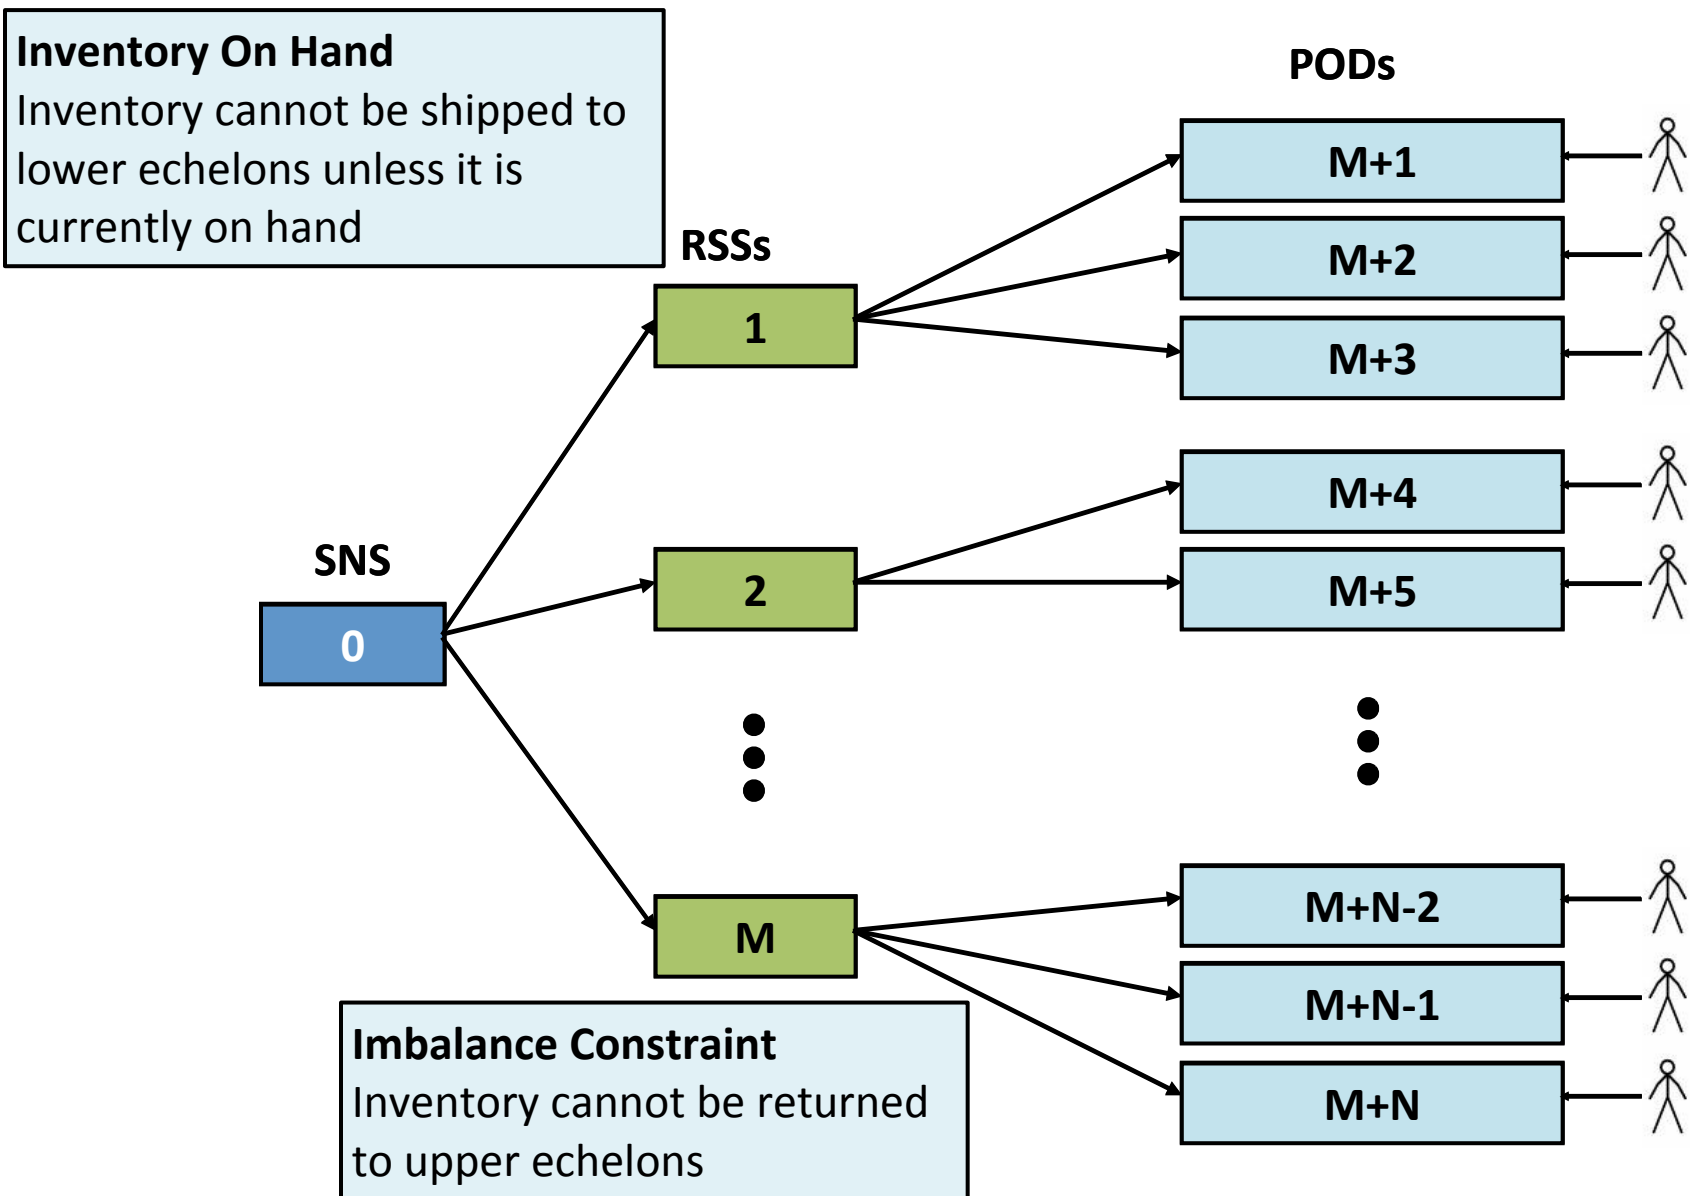 Inventory On Hand
Inventory cannot be shipped to
lower echelons unless it is
currently on hand
PODs
M+1
M+2
M+3
RSSs
1
M+4
M+5
SNS
2
0
M+N-2
M+N-1
M+N
M
Imbalance Constraint
Inventory cannot be returned
to upper echelons